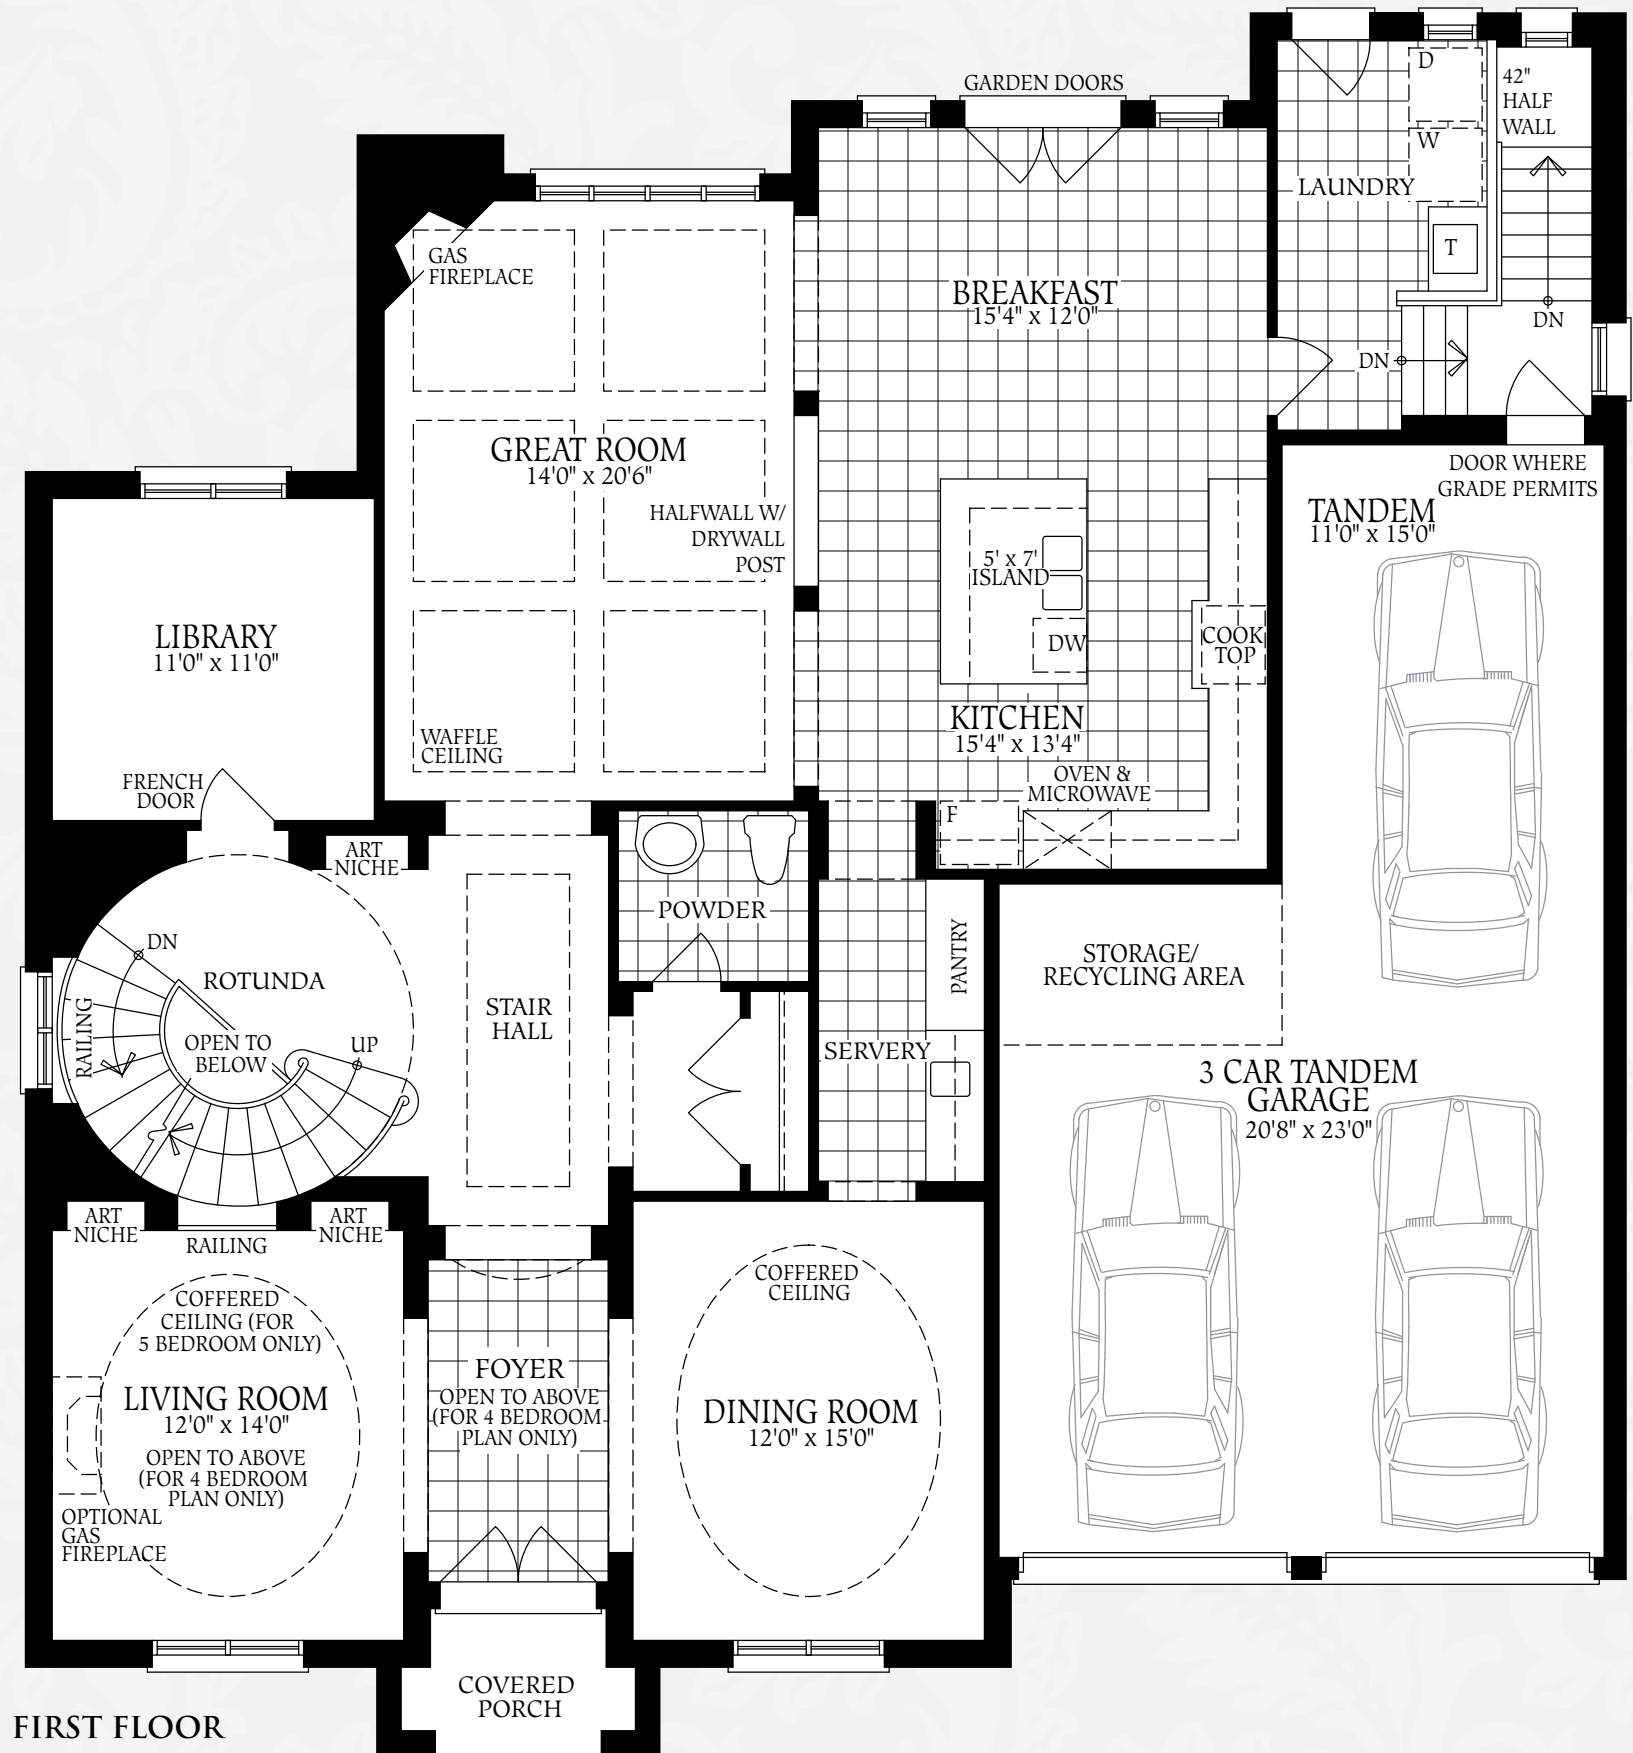 GARDEN DOORS
D
W
42"
HALF
WALL
LAUNDRY
T
DN
DN
GAS
FIREPLACE
BREAKFAST
15'4" x 12'0"
GREAT ROOM
14'0" x 20'6"
HALFWALL W/
DRYWALL
POST
DOOR WHERE
GRADE PERMITS
TANDEM
11'0" x 15'0"
5' x 7'
ISLAND
DW
COOK
TOP
LIBRARY
11'0" x 11'0"
WAFFLE
CEILING
KITCHEN
15'4" x 13'4"
OVEN &
MICROWAVE
F
FRENCH
DOOR
ART
NICHE
POWDER
DN
ROTUNDA
RAILING
OPEN TO
BELOW
UP
STAIR
HALL
PANTRY
SERVERY
STORAGE/
RECYCLING AREA
3 CAR TANDEM
GARAGE
20'8" x 23'0"
ART
NICHE
RAILING
ART
NICHE
COFFERED
CEILING (FOR
5 BEDROOM ONLY)
LIVING ROOM
12'0" x 14'0"
OPEN TO ABOVE
(FOR 4 BEDROOM
PLAN ONLY)
OPTIONAL
GAS
FIREPLACE
FOYER
OPEN TO ABOVE
(FOR 4 BEDROOM
PLAN ONLY)
COFFERED
CEILING
DINING ROOM
12'0" x 15'0"
COVERED
PORCH
FIRST FLOOR